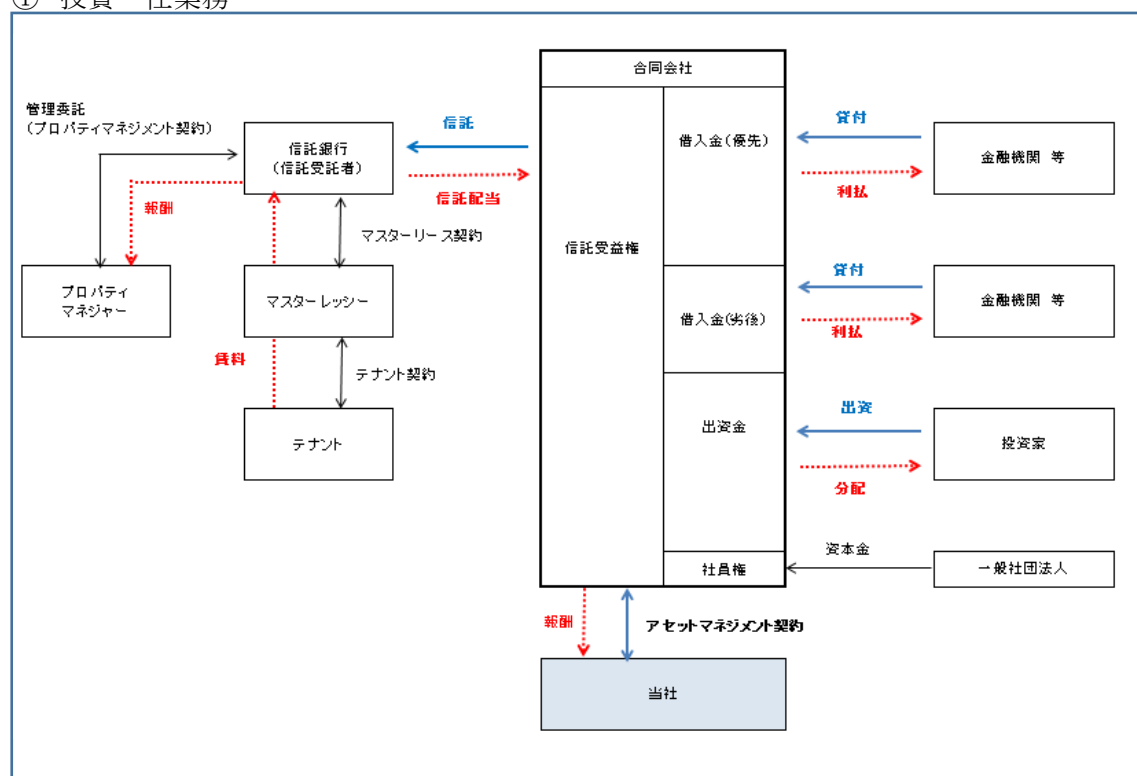 ① 投資一任業務
合同会社
管理委託
(プロパティマネジメント契約)
信託銀行
(信託受託者)
信託
信託配当
報酬
マスターリース契約
プロパティ
マネジャー
マスターレッシー
賃料
テナント契約
テナント
信託受益権
借入金(優先)
借入金(劣後)
出資金
社員権
貸付
利払
金融機関 等
貸付
利払
金融機関 等
出資
分配
投資家
資本金
一般社団法人
報酬
アセットマネジメント契約
当社